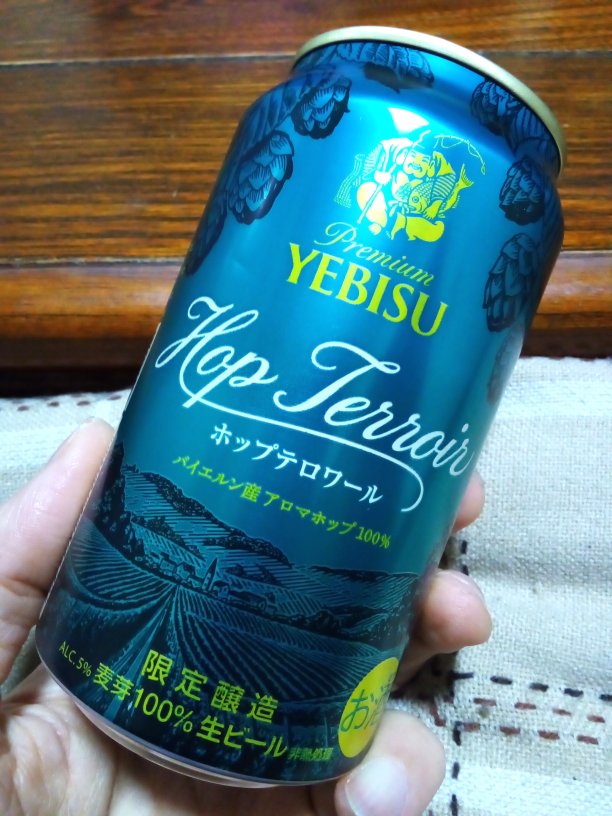 Premium
YEBISU
Hop Terroir
ホップテロワール
バイエルン産 アロマホップ100%
限定醸造
ALC.5% 麦芽100% 生ビール 非熱処理
お酒